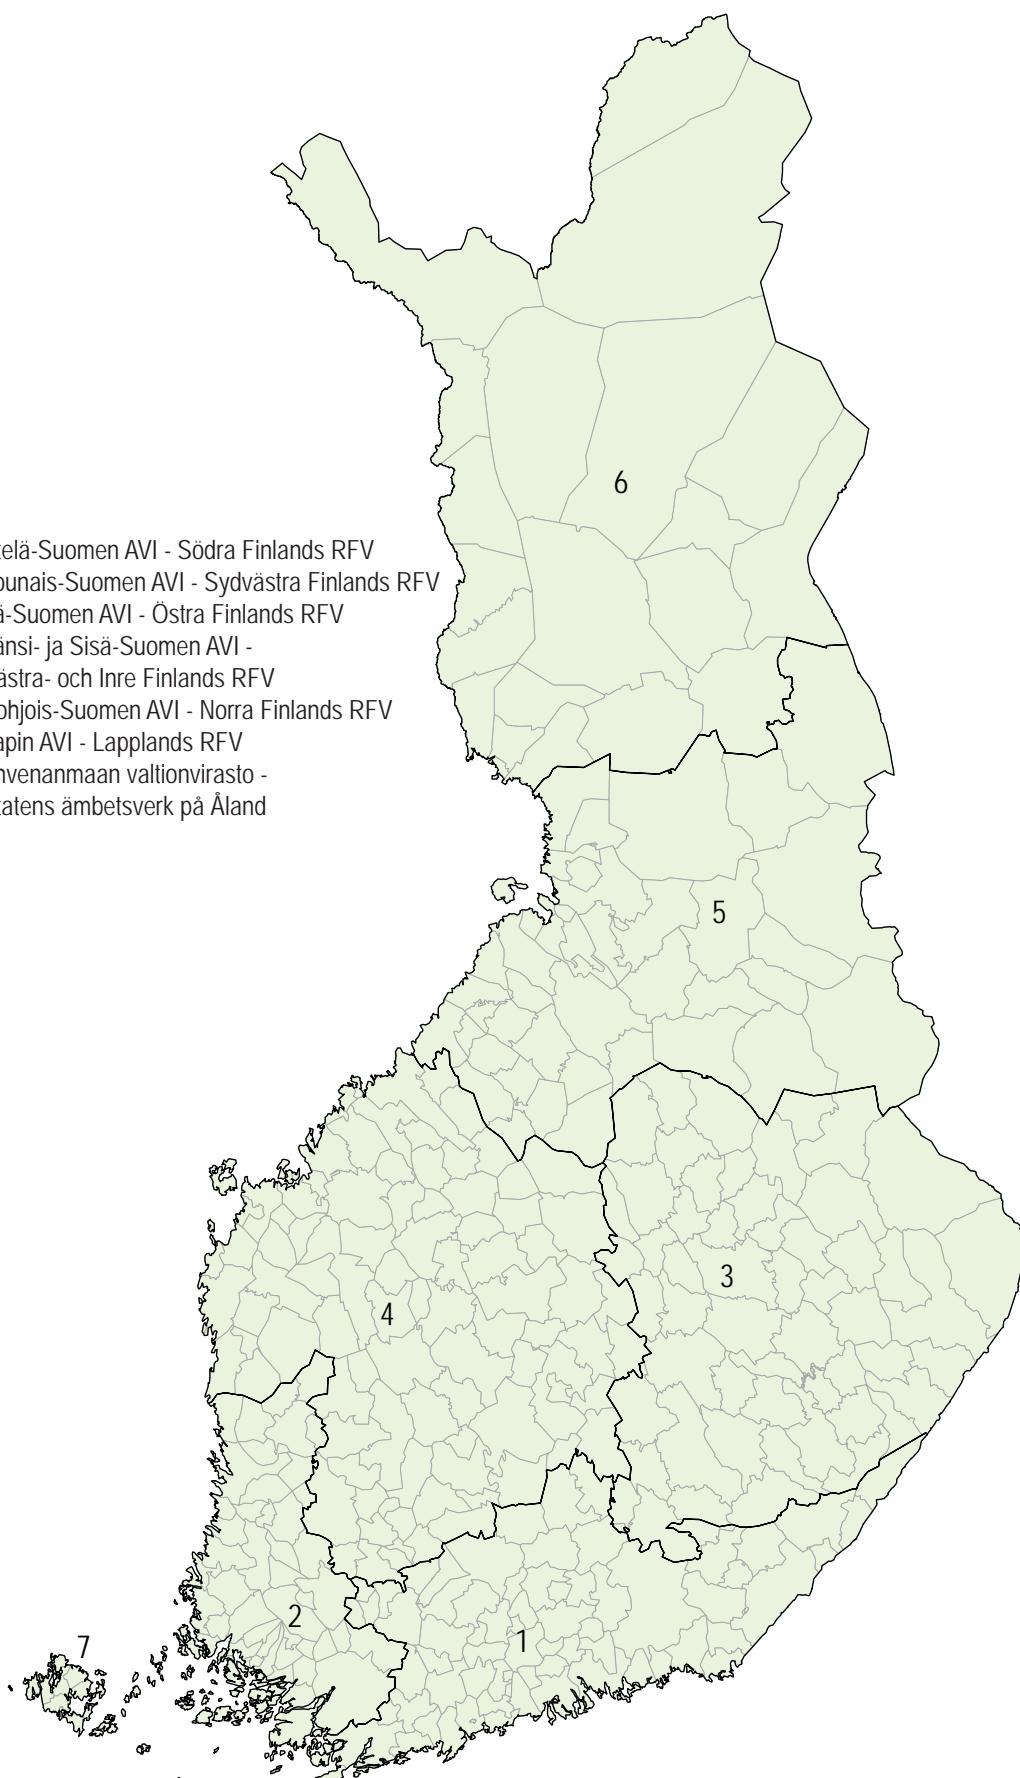 telä-Suomen AVI - Södra Finlands RFV
ounais-Suomen AVI - Sydvästra Finlands RFV
ä-Suomen AVI - Östra Finlands RFV
änsi- ja Sisä-Suomen AVI -
ästra- och Inre Finlands RFV
ohjois-Suomen AVI - Norra Finlands RFV
apin AVI - Lapplands RFV
hvenanmaan valtionvirasto -
tatens ämbetsverk på Åland
6
5
3
4
2
1
7